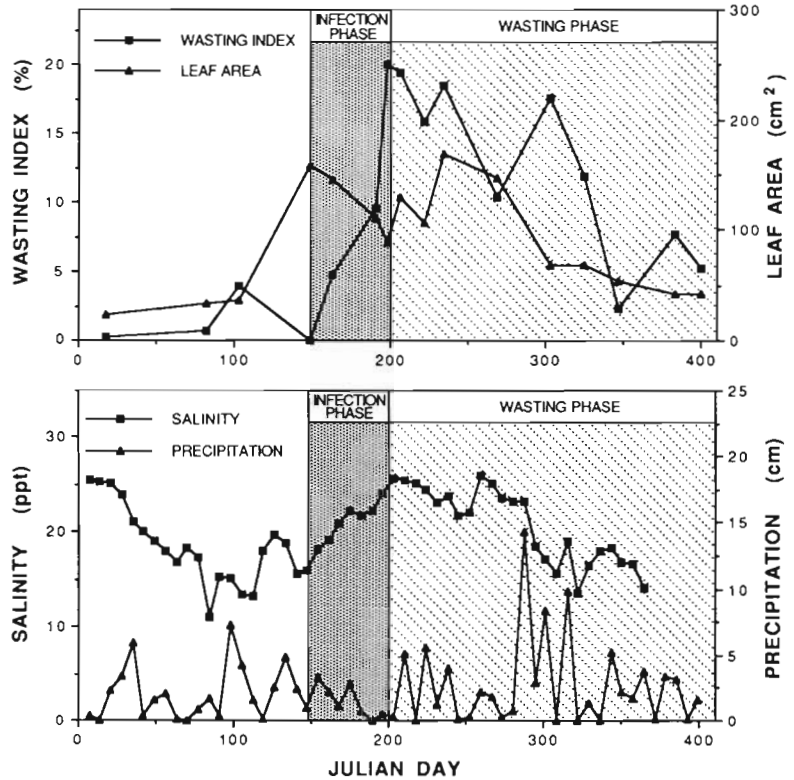 INFECTION
PHASE
WASTING PHASE
WASTING INDEX
LEAF AREA
WASTING INDEX (%)
20
15
10
5
0
300
200
100
0
LEAF AREA (cm2)
0
100
200
300
400
INFECTION
PHASE
WASTING PHASE
SALINITY
PRECIPITATION
SALINITY (ppt)
30
20
10
0
25
20
15
10
5
0
PRECIPITATION (cm)
0
100
200
300
400
JULIAN DAY